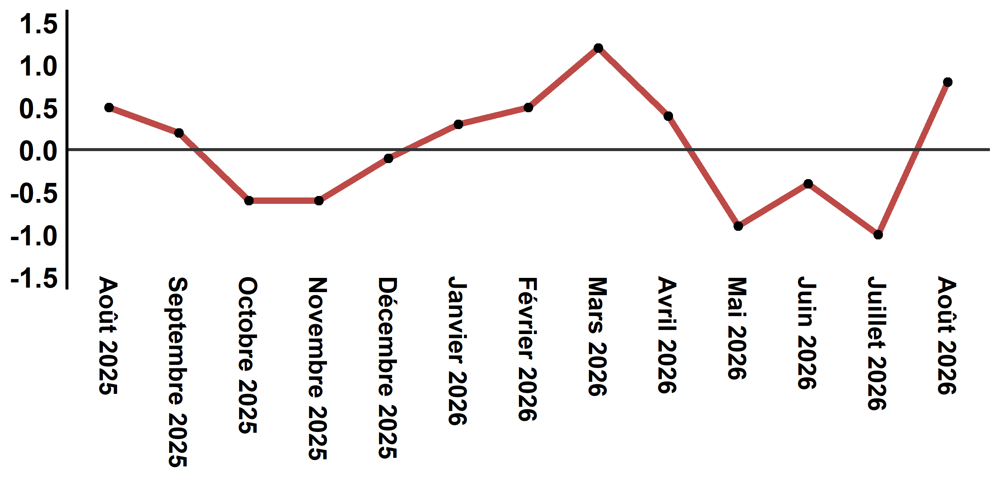 1.5
1.0
0.5
0.0
-0.5
-1.0
-1.5
Août 2025
Septembre 2025
Octobre 2025
Novembre 2025
Décembre 2025
Janvier 2026
Février 2026
Mars 2026
Avril 2026
Mai 2026
Juin 2026
Juillet 2026
Août 2026